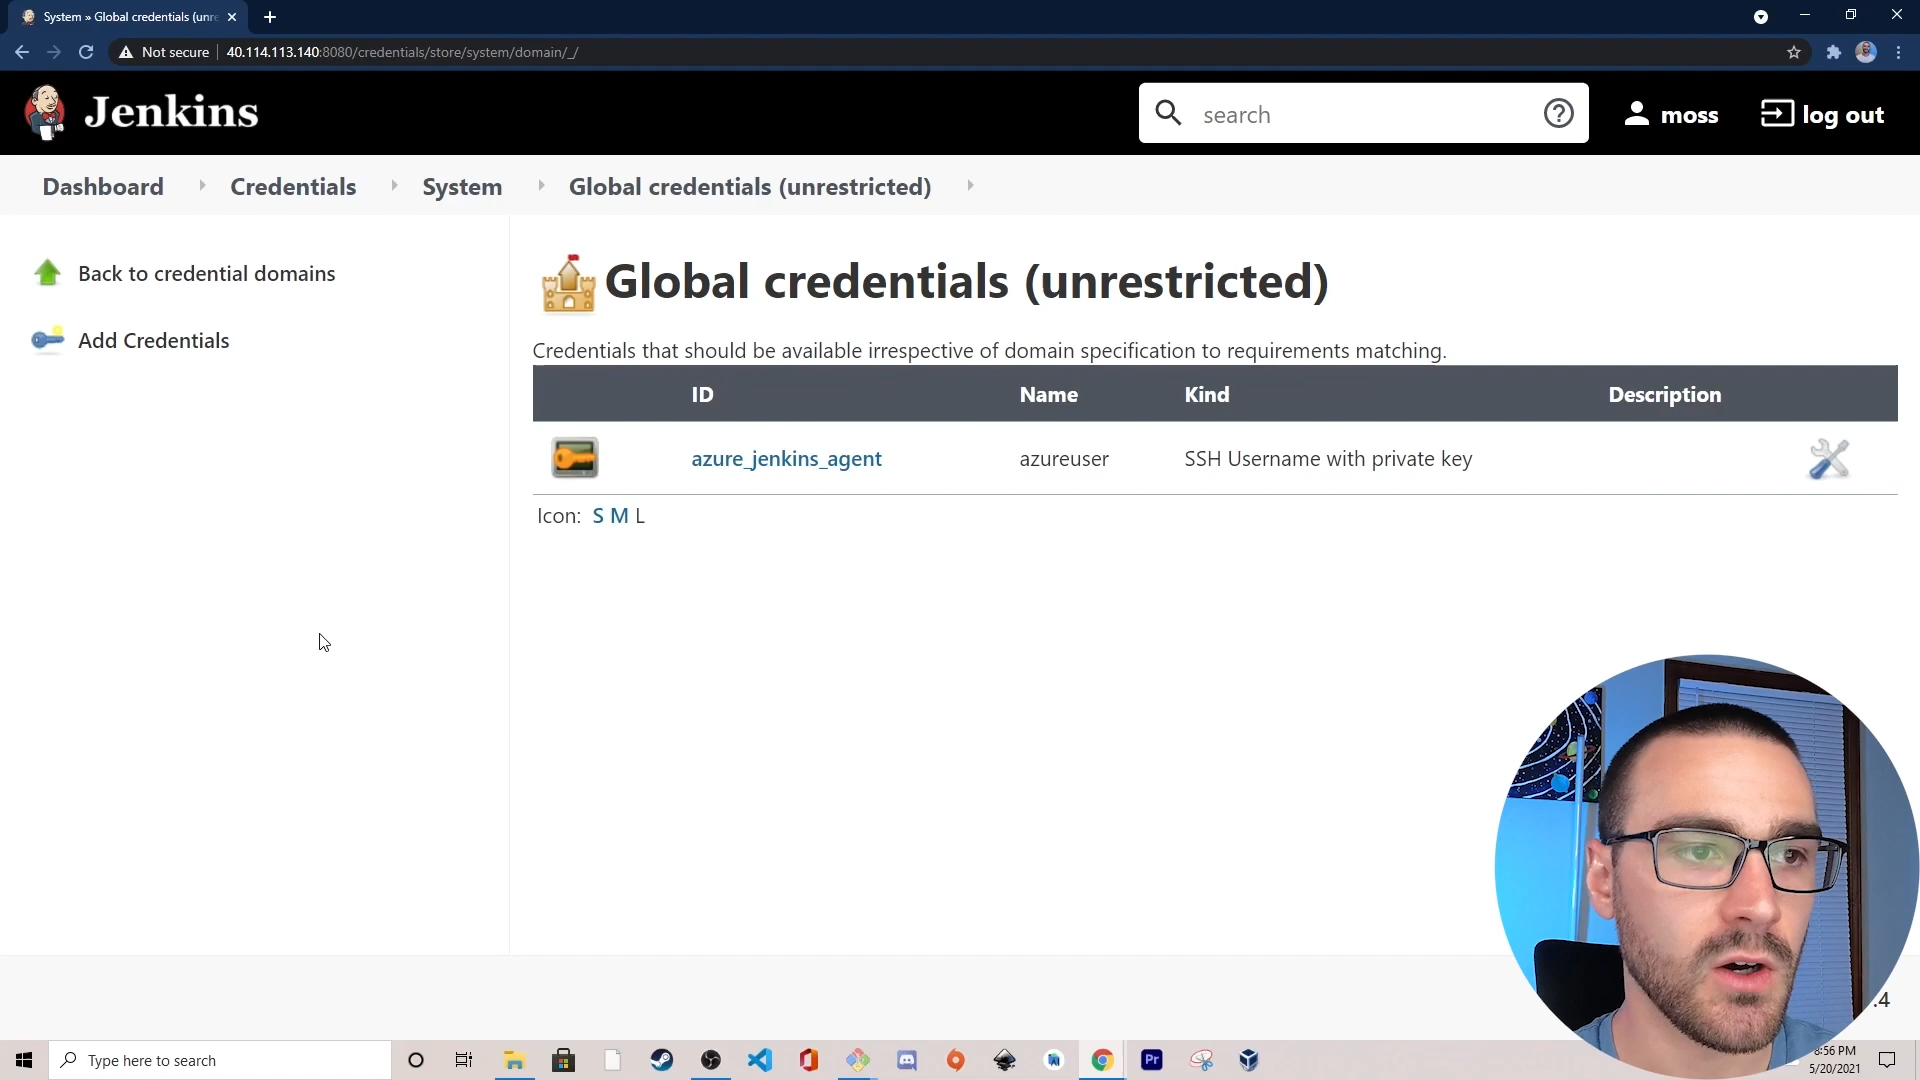 System » Global credentials (unre
Not secure
40.114.113.140:8080/credentials/store/system/domain/_/
Jenkins
search
moss
log out
Dashboard
Credentials
System
Global credentials (unrestricted)
Back to credential domains
Add Credentials
Global credentials (unrestricted)
Credentials that should be available irrespective of domain specification to requirements matching.
ID Name Kind Description
azure_jenkins_agent azureuser SSH Username with private key
Icon: S M L
.4
Type here to search
Pr
8:56 PM
5/20/2021